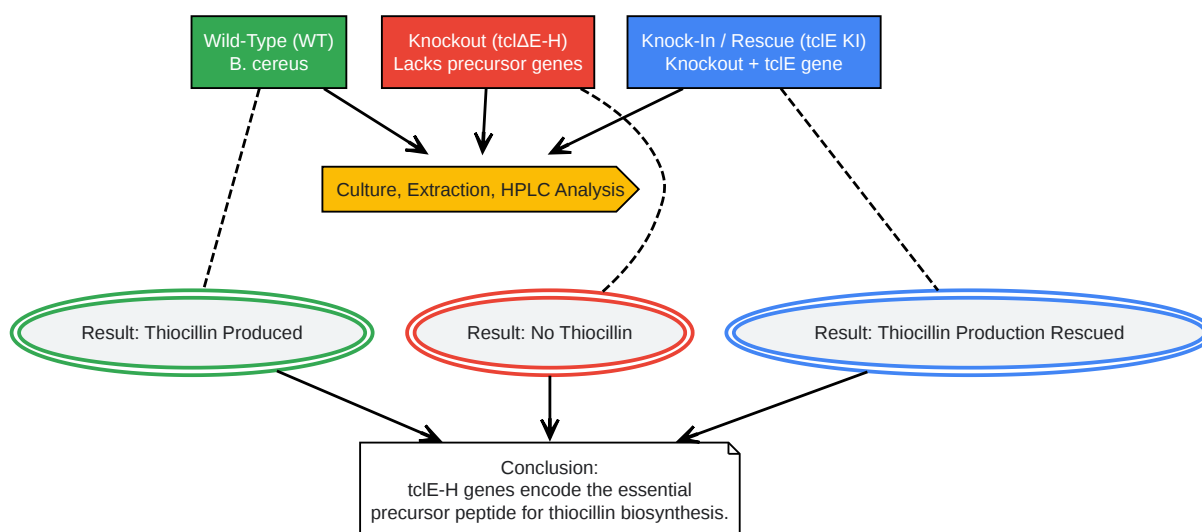 Wild-Type (WT)
B. cereus
Knockout (tclΔE-H)
Lacks precursor genes
Knock-In / Rescue (tclE KI)
Knockout + tclE gene
Culture, Extraction, HPLC Analysis
Result: Thiocillin Produced
Result: No Thiocillin
Result: Thiocillin Production Rescued
Conclusion:
tclE-H genes encode the essential
precursor peptide for thiocillin biosynthesis.